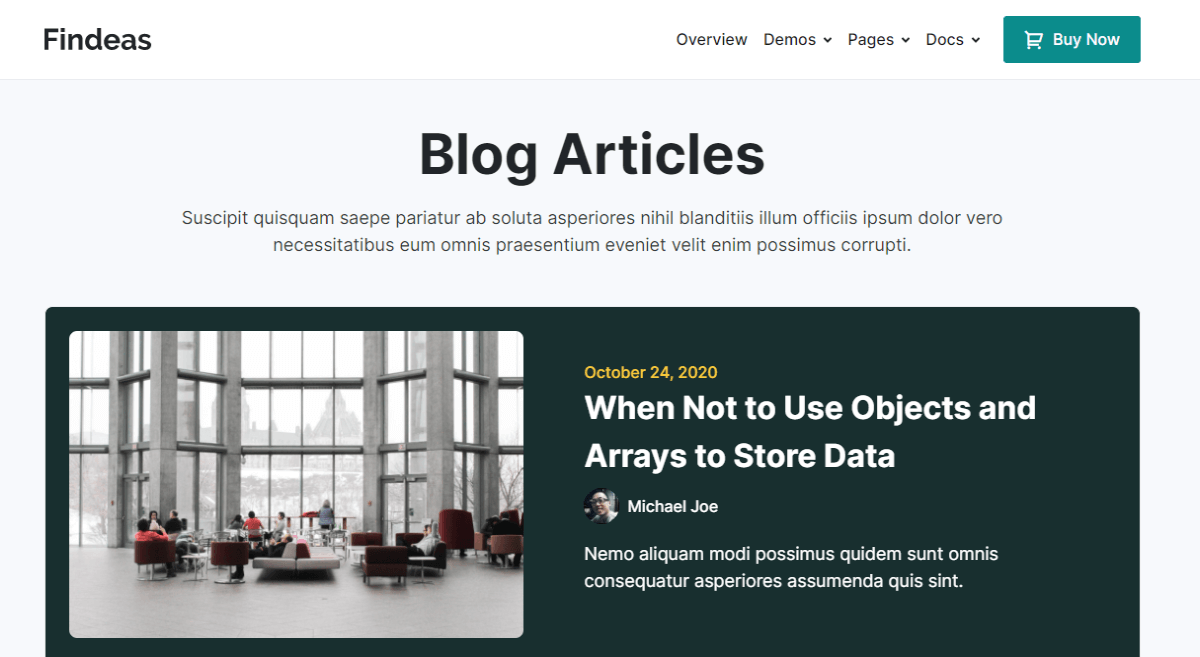 Findeas
Overview Demos Pages Docs Buy Now
Blog Articles
Suscipit quisquam saepe pariatur ab soluta asperiores nihil blanditiis illum officiis ipsum dolor vero
necessitatibus eum omnis praesentium eveniet velit enim possimus corrupti.
October 24, 2020
When Not to Use Objects and
Arrays to Store Data
Michael Joe
Nemo aliquam modi possimus quidem sunt omnis
consequatur asperiores assumenda quis sint.